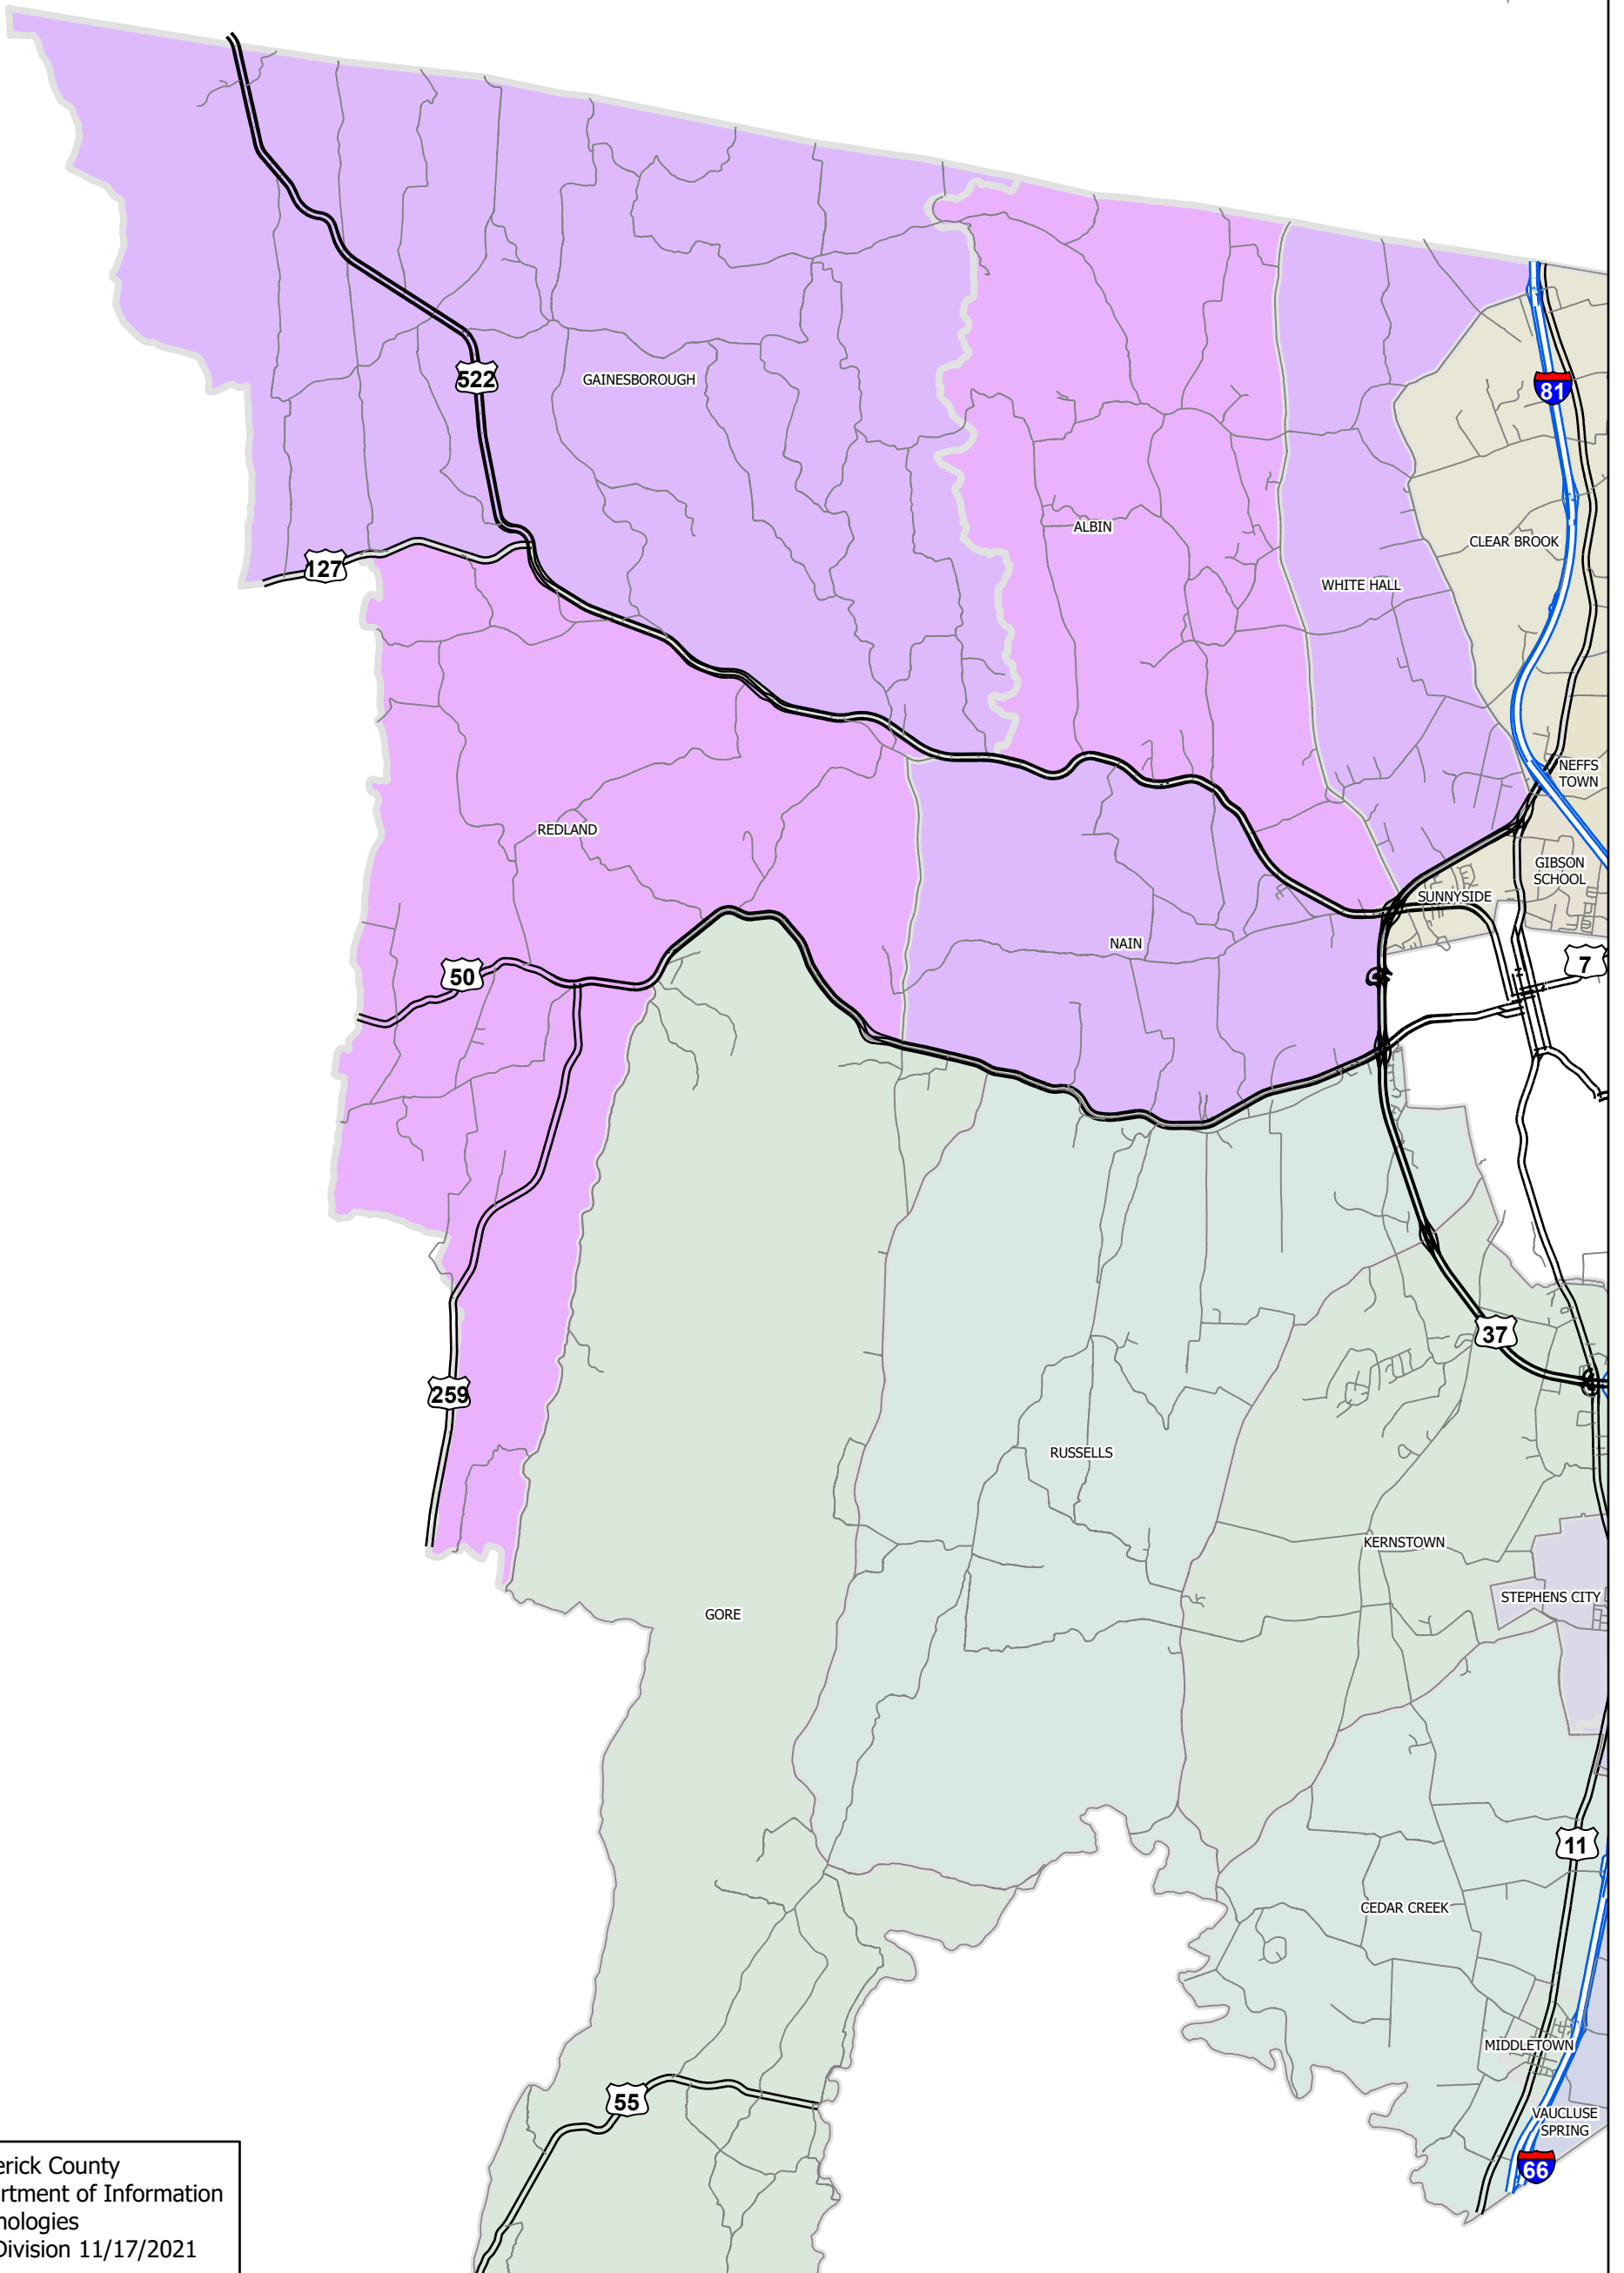 522
GAINESBOROUGH
81
ALBIN
CLEAR BROOK
127
WHITE HALL
NEFFS
TOWN
REDLAND
GIBSON
SCHOOL
SUNNYSIDE
NAIN
7
50
37
259
RUSSELLS
KERNSTOWN
STEPHENS CITY
GORE
11
CEDAR CREEK
MIDDLETOWN
55
VAUCLUSE
SPRING
66
erick County
rtment of Information
nologies
Division 11/17/2021